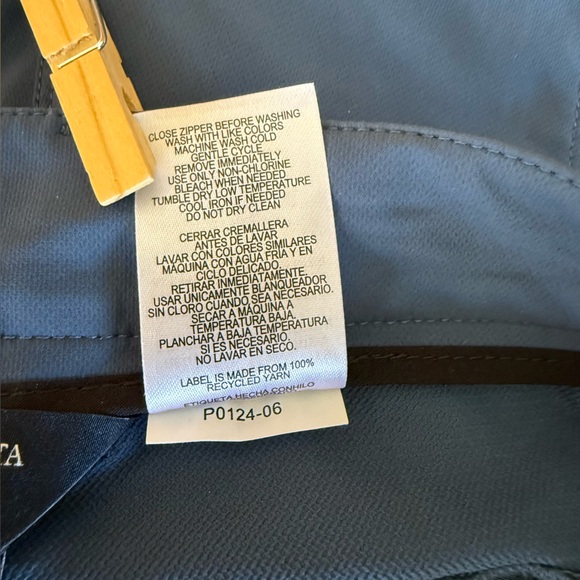 CLOSE ZIPPER BEFORE WASHING
WASH WITH LIKE COLORS
MACHINE WASH COLD
GENTLE CYCLE
REMOVE IMMEDIATELY
USE ONLY NON-CHLORINE
BLEACH WHEN NEEDED
TUMBLE DRY LOW TEMPERATURE
COOL IRON IF NEEDED
DO NOT DRY CLEAN
CERRAR CREMALLERA
ANTES DE LAVAR
LAVAR CON COLORES SIMILARES
MAQUINA CON AGUA FRIA Y EN
CICLO DELICADO.
RETIRAR INMEDIATAMENTE.
USAR UNICAMENTE BLANQUEADOR
SIN CLORO CUANDO SEA NECESARIO.
SECAR A MAQUINA A
TEMPERATURA BAJA.
PLANCHAR A BAJA TEMPERATURA
SI ES NECESARIO.
NO LAVAR EN SECO.
LABEL IS MADE FROM 100%
RECYCLED YARN
ETIQUETA HECHA CON HILO
P0124-06
TA